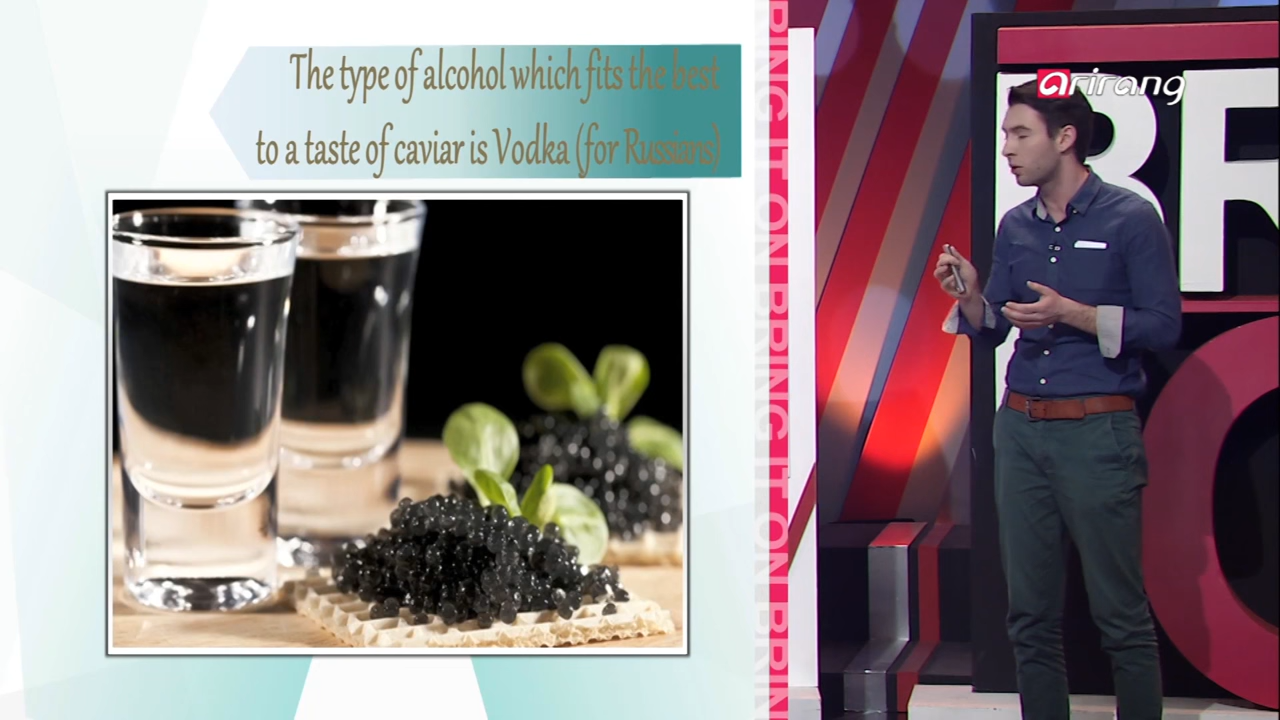 The type of alcohol which fits the best
to a taste of caviar is Vodka (for Russians)
arirang
BRING IT ON BRING IT ON BRIN
BR